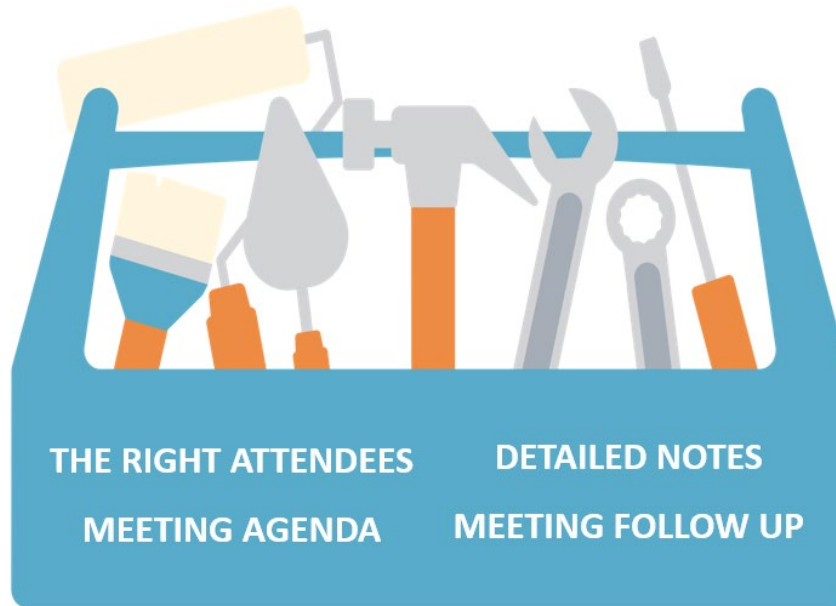 THE RIGHT ATTENDEES
MEETING AGENDA
DETAILED NOTES
MEETING FOLLOW UP